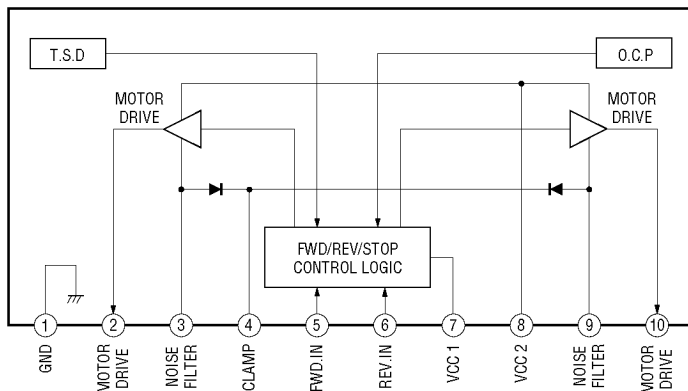 T.S.D
O.C.P
MOTOR
DRIVE
MOTOR
DRIVE
FWD/REV/STOP
CONTROL LOGIC
1
2
3
4
5
6
7
8
9
10
GND
MOTOR
DRIVE
NOISE
FILTER
CLAMP
FWD.IN
REV.IN
VCC 1
VCC 2
NOISE
FILTER
MOTOR
DRIVE